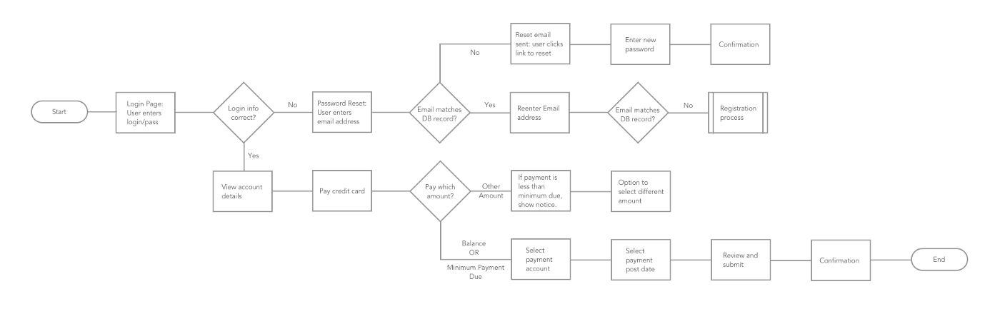 Reset email
sent: user clicks
link to reset
Enter new
password
Confirmation
No
Start
Login Page:
User enters
login/pass
Login info
correct?
No
Password Reset:
User enters
email address
Email matches
DB record?
Yes
Reenter Email
address
Email matches
DB record?
No
Registration
process
Yes
View account
details
Pay credit card
Pay which
amount?
Other
Amount
If payment is
less than
minimum due,
show notice.
Option to
select different
amount
Balance
OR
Minimum Payment
Due
Select
payment
account
Select
payment
post date
Review and
submit
Confirmation
End